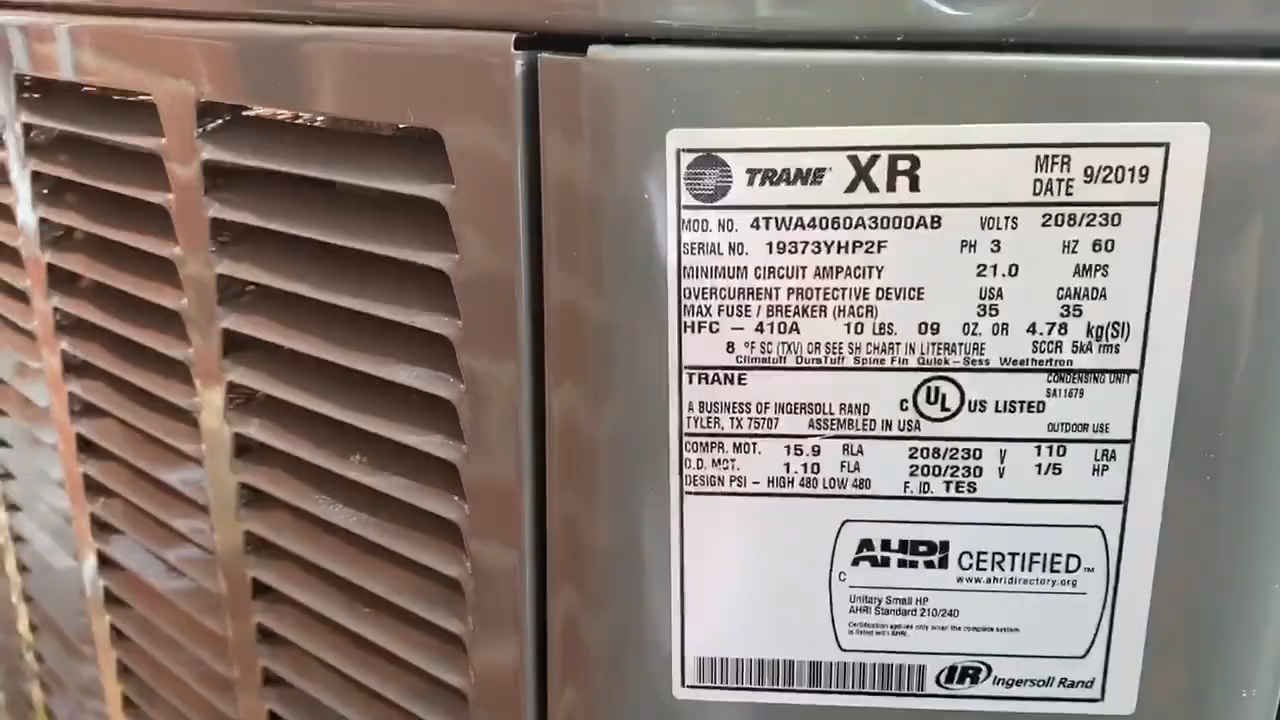 TRANE XR MFR DATE 9/2019
MOD. NO. 4TWA4060A3000AB VOLTS 208/230
SERIAL NO. 19373YHP2F PH 3 HZ 60
MINIMUM CIRCUIT AMPACITY 21.0 AMPS
OVERCURRENT PROTECTIVE DEVICE USA CANADA
MAX FUSE / BREAKER (HACR) 35 35
HFC - 410A 10 LBS. 09 OZ. OR 4.78 kg(SI)
8 °F SC (TXV) OR SEE SH CHART IN LITERATURE SCCR 5kA rms
Climatuff DuraTuff Spine Fin Quick-Sess Weathertron
TRANE CONDENSING UNIT
SA11679
A BUSINESS OF INGERSOLL RAND C UL US LISTED
TYLER, TX 75707 ASSEMBLED IN USA OUTDOOR USE
COMPR. MOT. 15.9 RLA 208/230 V 110 LRA
O.D. MOT. 1.10 FLA 200/230 V 1/5 HP
DESIGN PSI - HIGH 480 LOW 480 F. ID. TES
AHRI CERTIFIED™
www.ahridirectory.org
C
Unitary Small HP
AHRI Standard 210/240
Certification applies only when the complete system
is listed with AHRI.
IR Ingersoll Rand